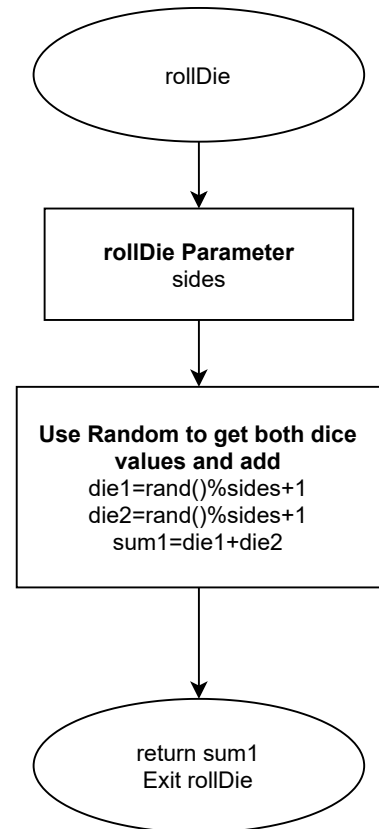 rollDie
rollDie Parameter
sides
Use Random to get both dice
values and add
die1=rand()%sides+1
die2=rand()%sides+1
sum1=die1+die2
return sum1
Exit rollDie